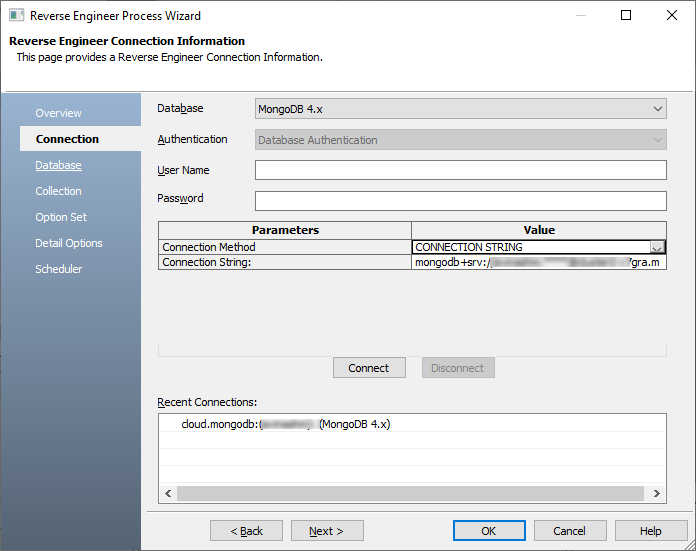 Reverse Engineer Process Wizard
Reverse Engineer Connection Information
This page provides a Reverse Engineer Connection Information.
Overview
Connection
Database
Collection
Option Set
Detail Options
Scheduler
Database
MongoDB 4.x
Authentication
Database Authentication
User Name
Password
Parameters Value
Connection Method CONNECTION STRING
Connection String: mongodb+srv:/ gra.m
Connect Disconnect
Recent Connections:
cloud.mongodb:( (MongoDB 4.x)
< Back Next > OK Cancel Help